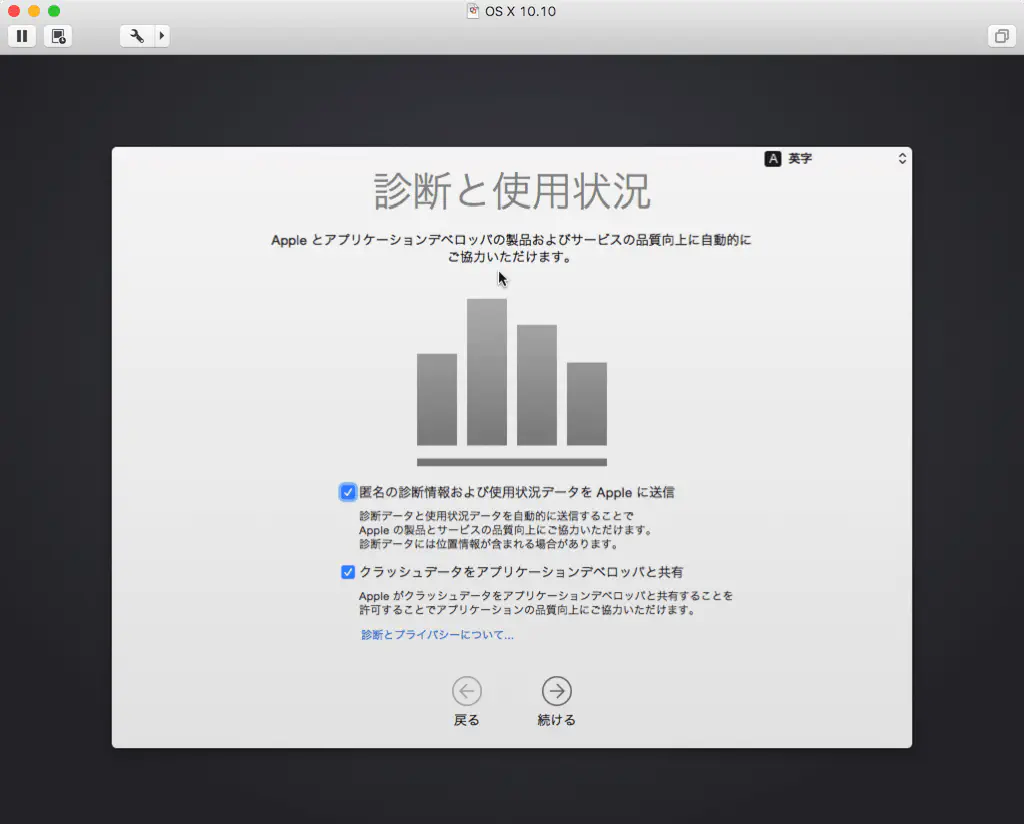 OS X 10.10
A 英字
診断と使用状況
Apple とアプリケーションデベロッパの製品およびサービスの品質向上に自動的に
ご協力いただけます。
匿名の診断情報および使用状況データを Apple に送信
診断データと使用状況データを自動的に送信することで
Apple の製品とサービスの品質向上にご協力いただけます。
診断データには位置情報が含まれる場合があります。
クラッシュデータをアプリケーションデベロッパと共有
Apple がクラッシュデータをアプリケーションデベロッパと共有することを
許可することでアプリケーションの品質向上にご協力いただけます。
診断とプライバシーについて...
戻る
続ける